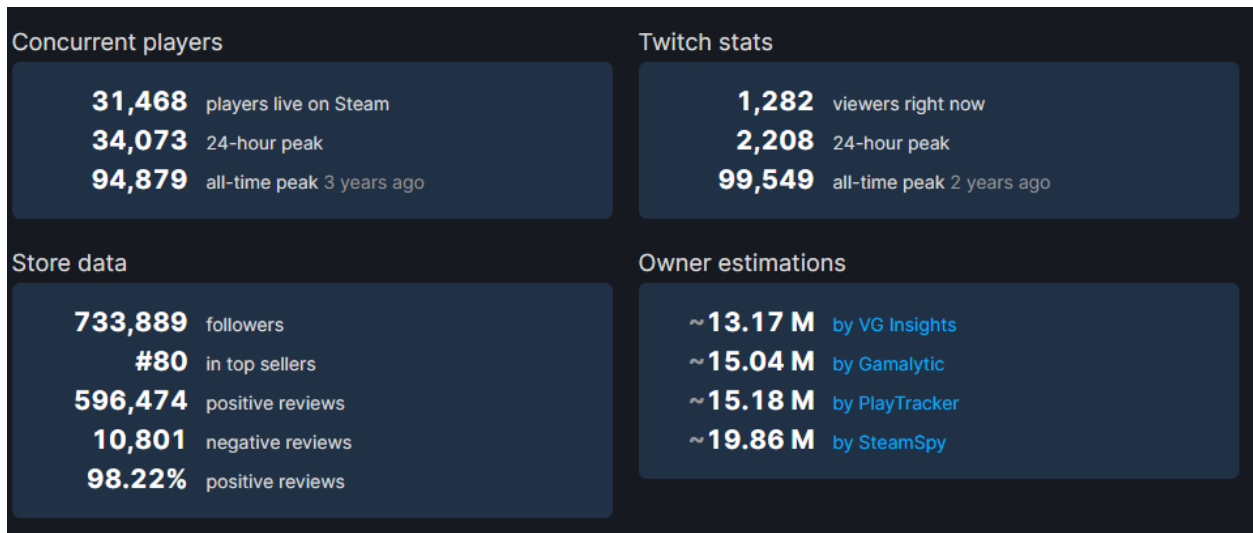 Concurrent players
31,468 players live on Steam
34,073 24-hour peak
94,879 all-time peak 3 years ago
Twitch stats
1,282 viewers right now
2,208 24-hour peak
99,549 all-time peak 2 years ago
Store data
733,889 followers
#80 in top sellers
596,474 positive reviews
10,801 negative reviews
98.22% positive reviews
Owner estimations
~13.17 M by VG Insights
~15.04 M by Gamalytic
~15.18 M by PlayTracker
~19.86 M by SteamSpy